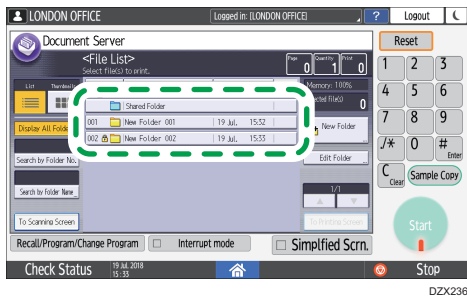 LONDON OFFICE
Logged in: [LONDON OFFICE]
?
Logout
Document Server
Reset
<File List>
Select file(s) to print.
Page 0
Quantity 1
Print 0
List
Thumbnails
Memory: 100%
Selected File(s) 0
Shared Folder
001 New Folder 001 19 Jul. 15:32
002 New Folder 002 19 Jul. 15:33
Display All Folders
New Folder
Search by Folder No.
Edit Folder
Search by Folder Name
1/1
To Scanning Screen
To Printing Screen
1 2 3
4 5 6
7 8 9
./* 0 # Enter
C Clear
Sample Copy
Start
Recall/Program/Change Program
Interrupt mode
Simplfied Scrn.
Check Status
19 Jul. 2018
15:33
Stop
DZX236